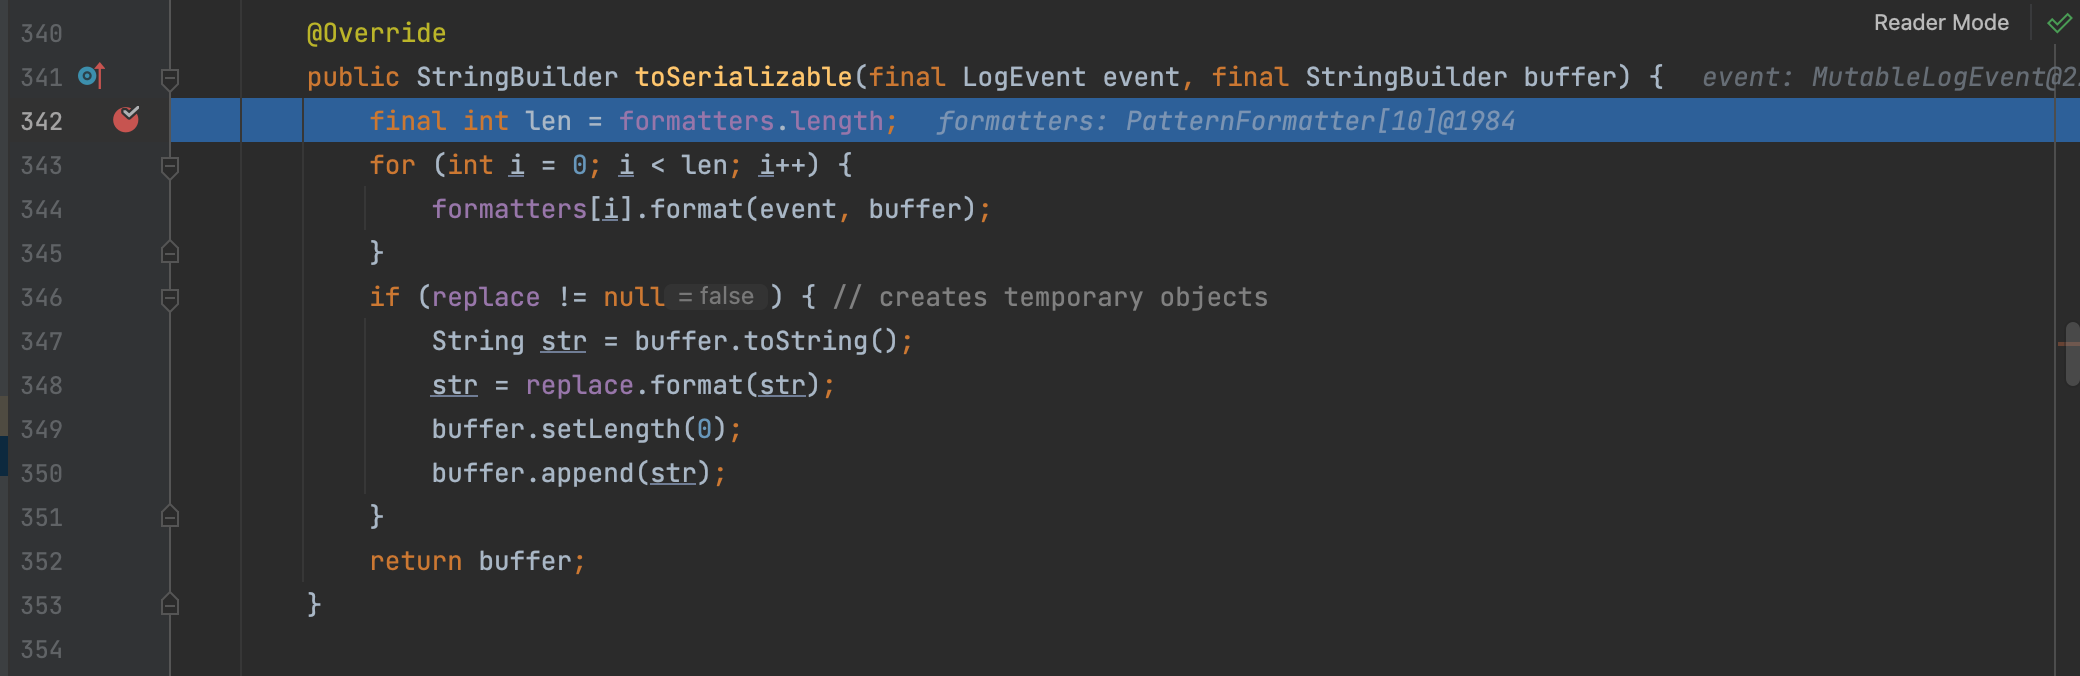 Reader Mode
340 @Override
341 public StringBuilder toSerializable(final LogEvent event, final StringBuilder buffer) { event: MutableLogEvent@2
342 final int len = formatters.length; formatters: PatternFormatter[10]@1984
343 for (int i = 0; i < len; i++) {
344 formatters[i].format(event, buffer);
345 }
346 if (replace != null = false ) { // creates temporary objects
347 String str = buffer.toString();
348 str = replace.format(str);
349 buffer.setLength(0);
350 buffer.append(str);
351 }
352 return buffer;
353 }
354